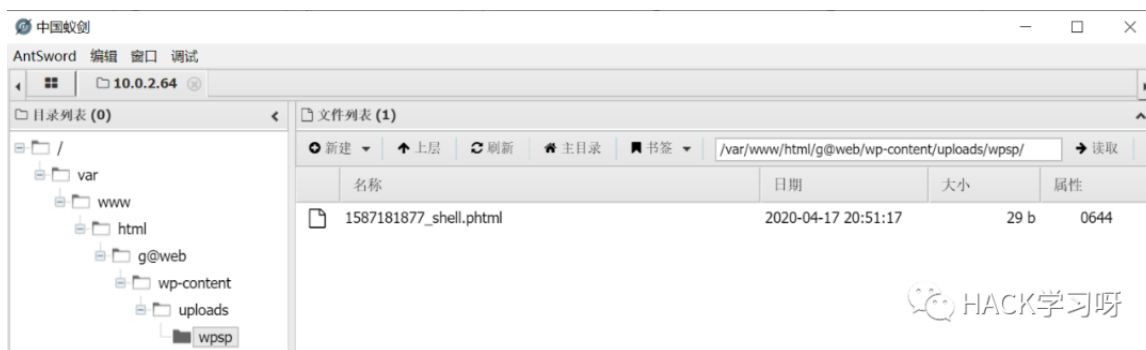 中国蚁剑
AntSword 编辑 窗口 调试
10.0.2.64
目录列表 (0)
文件列表 (1)
新建 上层 刷新 主目录 书签 /var/www/html/g@web/wp-content/uploads/wpsp/ 读取
/
var
www
html
g@web
wp-content
uploads
wpsp
名称 日期 大小 属性
1587181877_shell.phtml 2020-04-17 20:51:17 29 b 0644
HACK学习呀